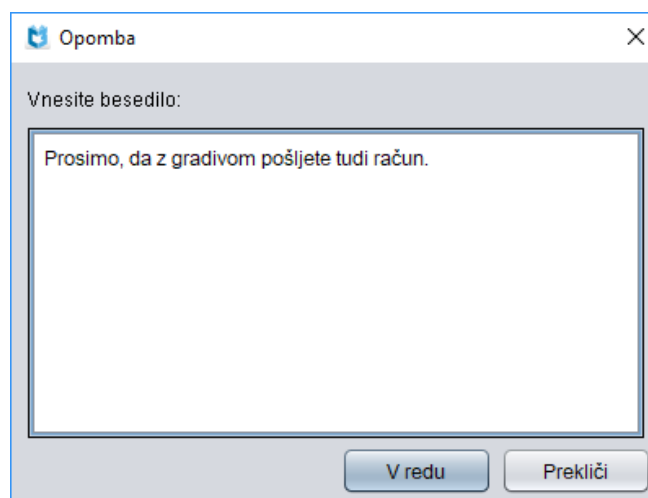 Opomba
Vnesite besedilo:
Prosimo, da z gradivom pošljete tudi račun.
V redu
Prekliči